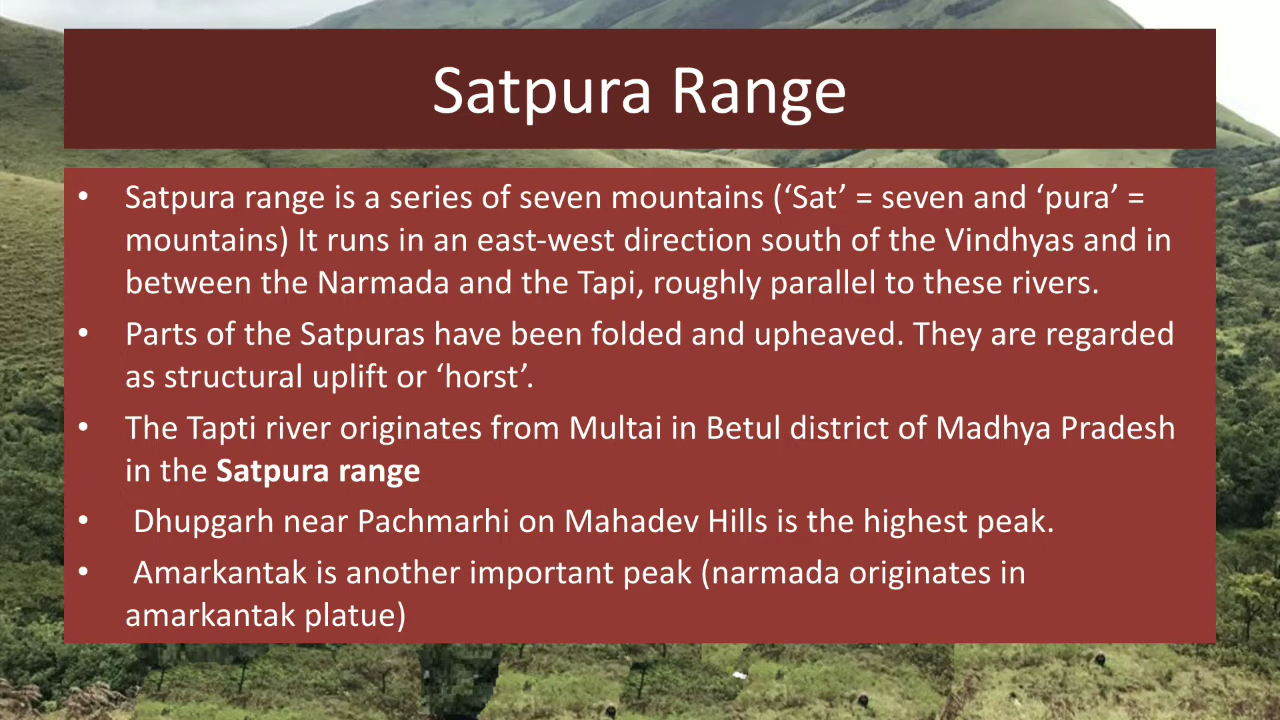 Satpura Range
• Satpura range is a series of seven mountains (‘Sat’ = seven and ‘pura’ =
mountains) It runs in an east-west direction south of the Vindhyas and in
between the Narmada and the Tapi, roughly parallel to these rivers.
• Parts of the Satpuras have been folded and upheaved. They are regarded
as structural uplift or ‘horst’.
• The Tapti river originates from Multai in Betul district of Madhya Pradesh
in the Satpura range
• Dhupgarh near Pachmarhi on Mahadev Hills is the highest peak.
• Amarkantak is another important peak (narmada originates in
amarkantak platue)